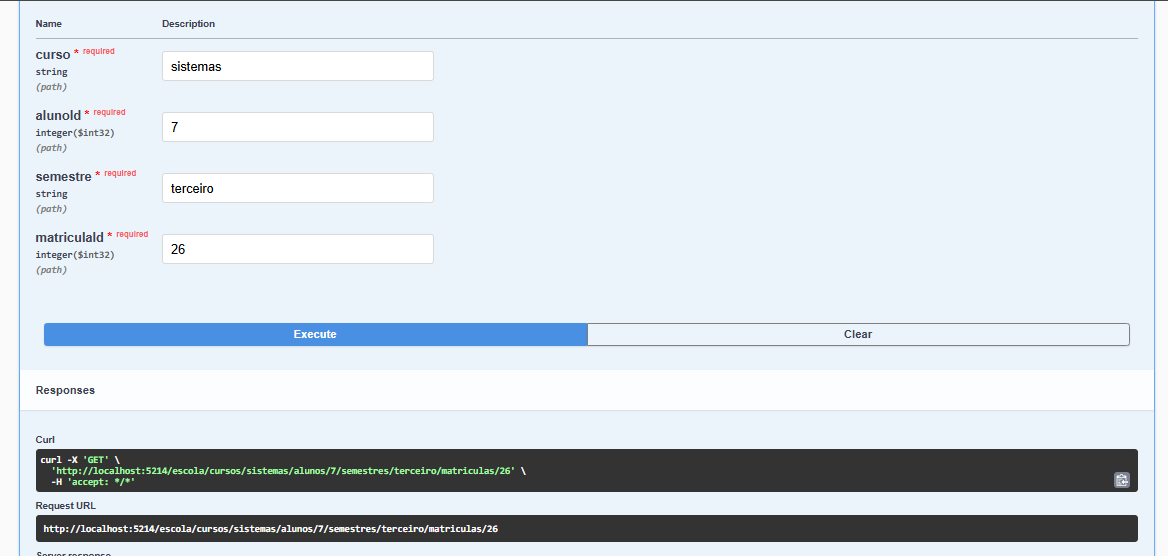 Name Description
curso * required
string
(path)
sistemas
alunoId * required
integer($int32)
(path)
7
semestre * required
string
(path)
terceiro
matriculaId * required
integer($int32)
(path)
26
Execute Clear
Responses
Curl
curl -X 'GET' \
'http://localhost:5214/escola/cursos/sistemas/alunos/7/semestres/terceiro/matriculas/26' \
-H 'accept: */*'
Request URL
http://localhost:5214/escola/cursos/sistemas/alunos/7/semestres/terceiro/matriculas/26
Server response